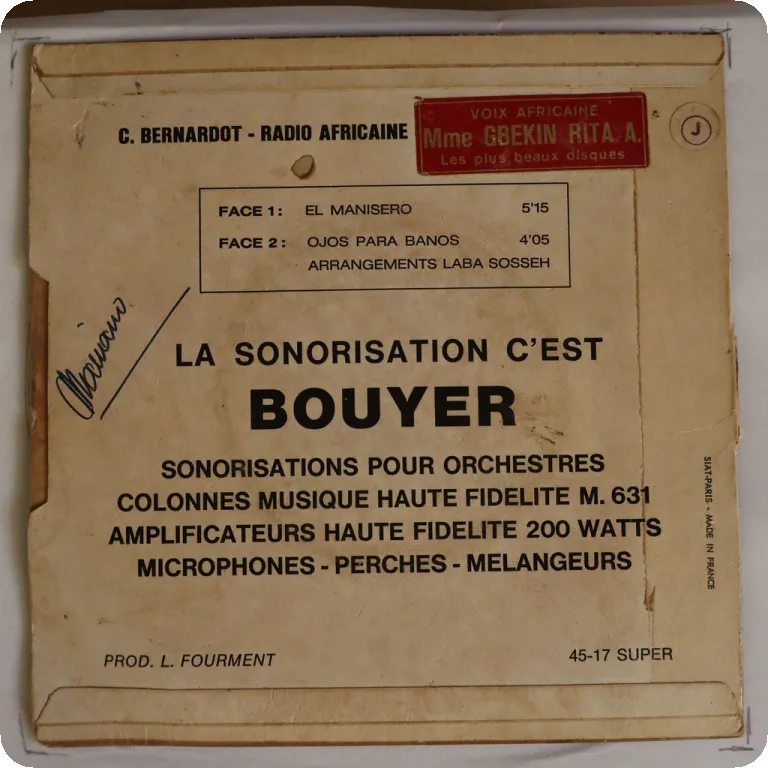 C. BERNARDOT - RADIO AFRICAINE
VOIX AFRICAINE
Mme GBEKIN RITA. A.
Les plus beaux disques
J
FACE 1: EL MANISERO 5'15
FACE 2: OJOS PARA BANOS 4'05
ARRANGEMENTS LABA SOSSEH
LA SONORISATION C'EST
BOUYER
SONORISATIONS POUR ORCHESTRES
COLONNES MUSIQUE HAUTE FIDELITE M. 631
AMPLIFICATEURS HAUTE FIDELITE 200 WATTS
MICROPHONES - PERCHES - MELANGEURS
SIAT-PARIS - MADE IN FRANCE
PROD. L. FOURMENT
45-17 SUPER